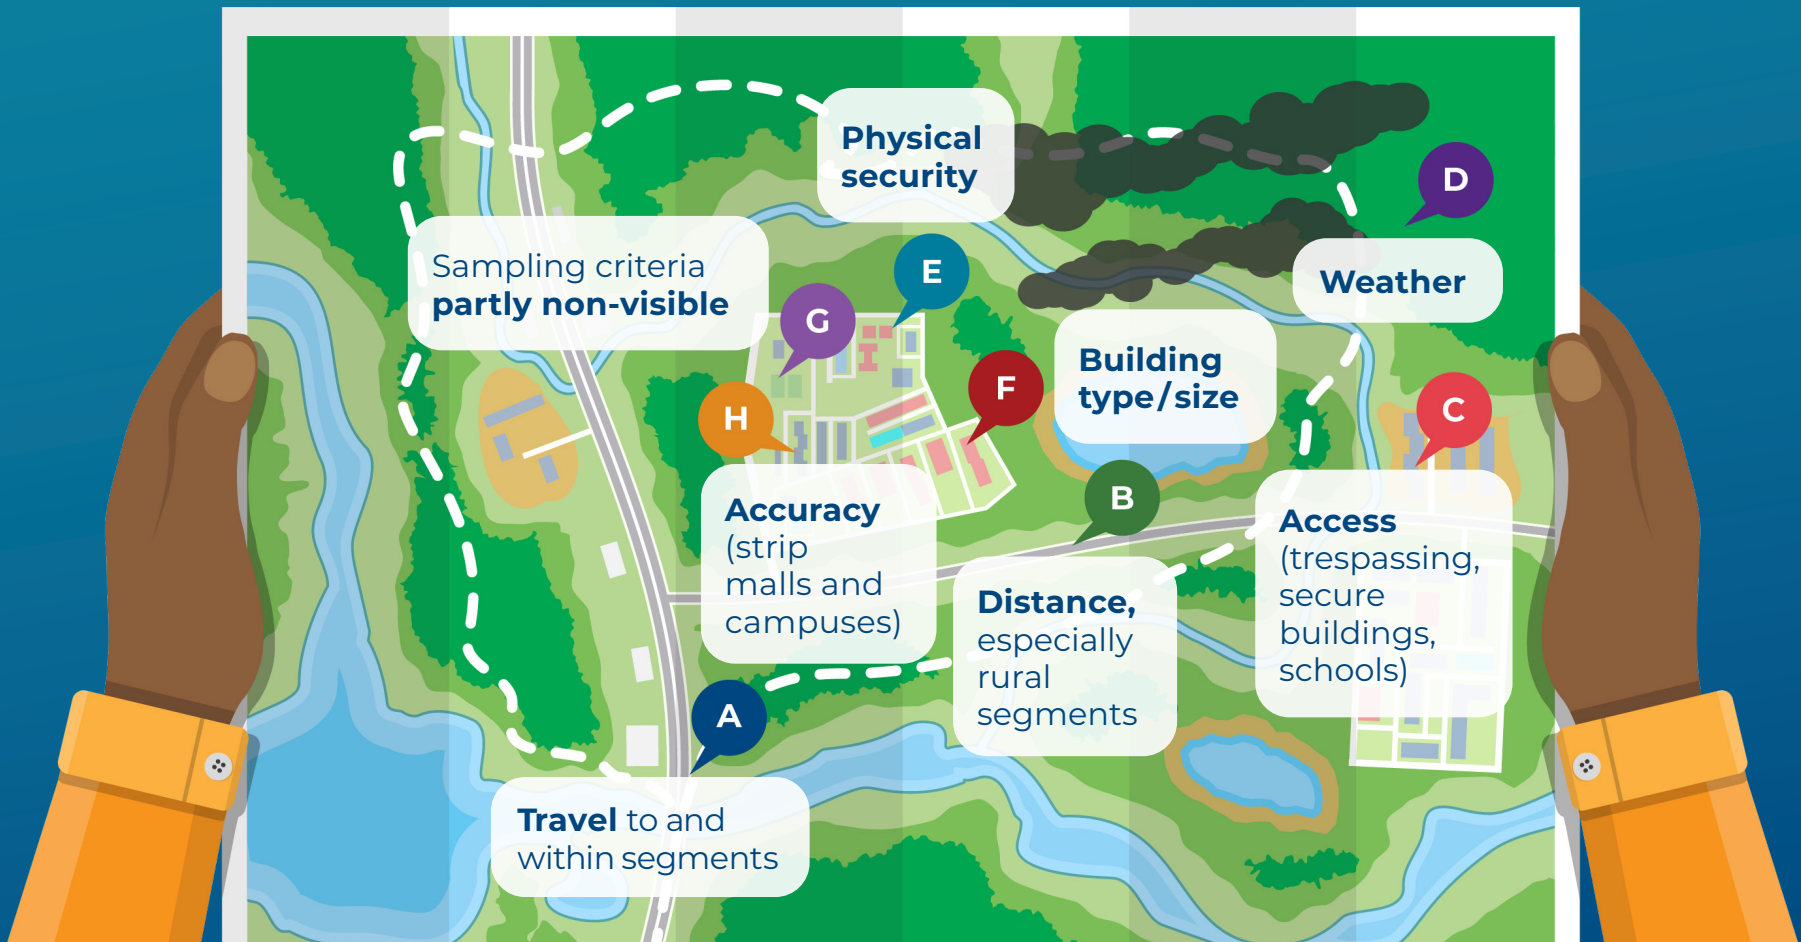 Physical
security
D
Sampling criteria
partly non-visible
E
Weather
G
Building
type/size
F
H
C
Accuracy
(strip
malls and
campuses)
B
Access
(trespassing,
secure
buildings,
schools)
Distance,
especially
rural
segments
A
Travel to and
within segments